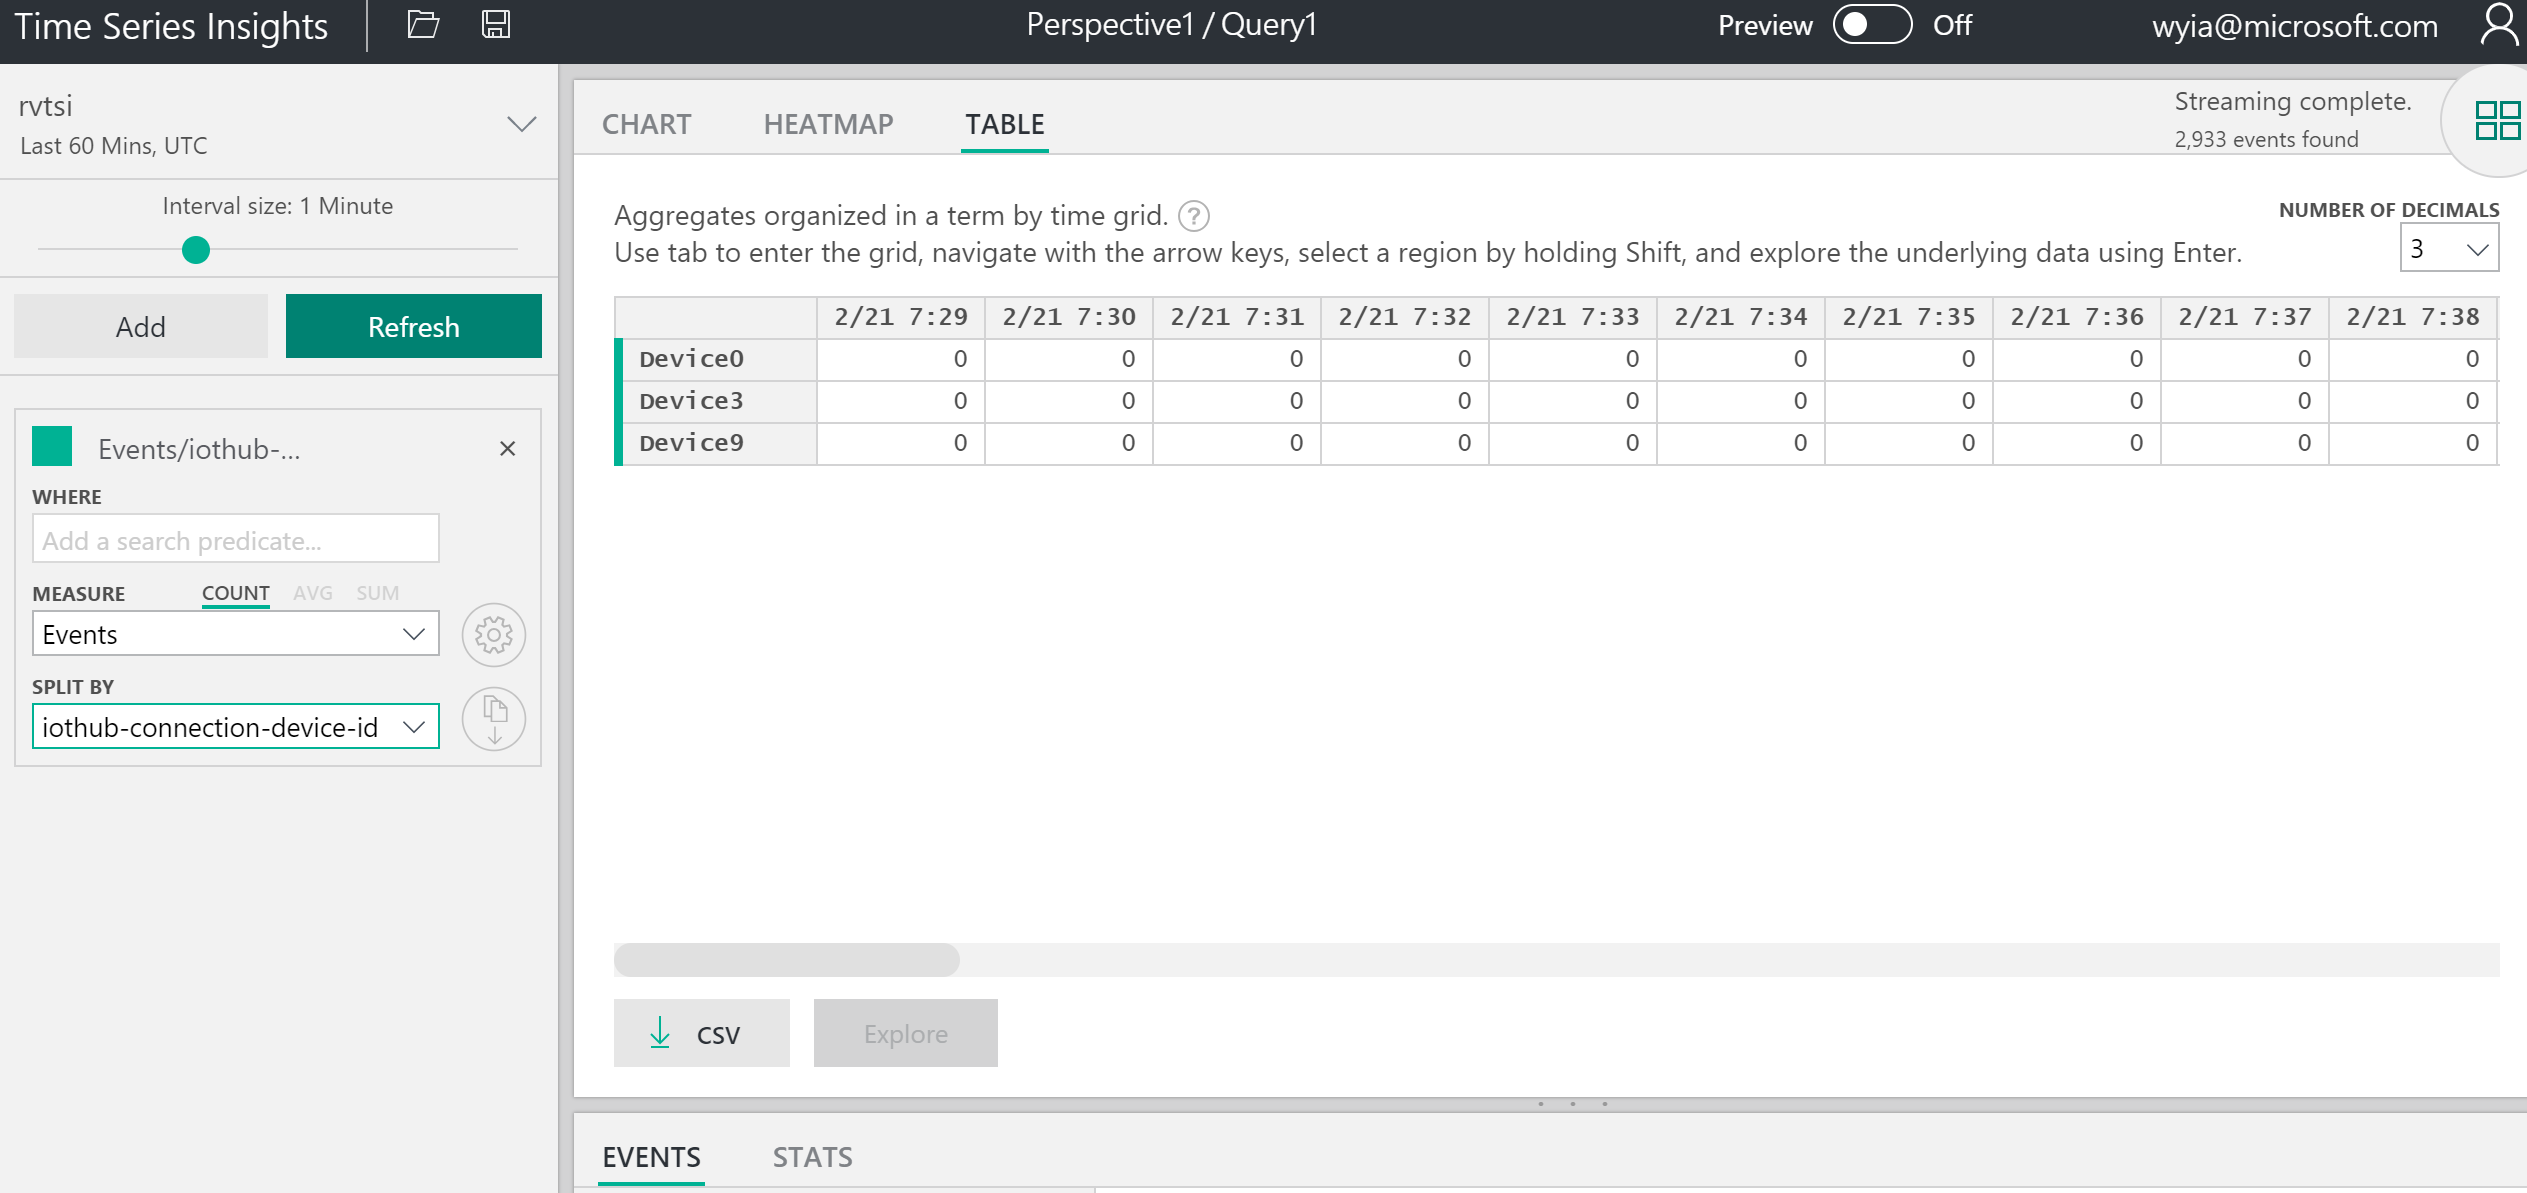 Time Series Insights
Perspective1 / Query1
Preview Off
wyia@microsoft.com
rvtsi
Last 60 Mins, UTC
Interval size: 1 Minute
Add Refresh
Events/iothub-...
WHERE
Add a search predicate...
MEASURE COUNT AVG SUM
Events
SPLIT BY
iothub-connection-device-id
CHART HEATMAP TABLE
Streaming complete.
2,933 events found
Aggregates organized in a term by time grid. ?
Use tab to enter the grid, navigate with the arrow keys, select a region by holding Shift, and explore the underlying data using Enter.
NUMBER OF DECIMALS
3
2/21 7:29 2/21 7:30 2/21 7:31 2/21 7:32 2/21 7:33 2/21 7:34 2/21 7:35 2/21 7:36 2/21 7:37 2/21 7:38
Device0 0 0 0 0 0 0 0 0 0 0
Device3 0 0 0 0 0 0 0 0 0 0
Device9 0 0 0 0 0 0 0 0 0 0
CSV Explore
EVENTS STATS